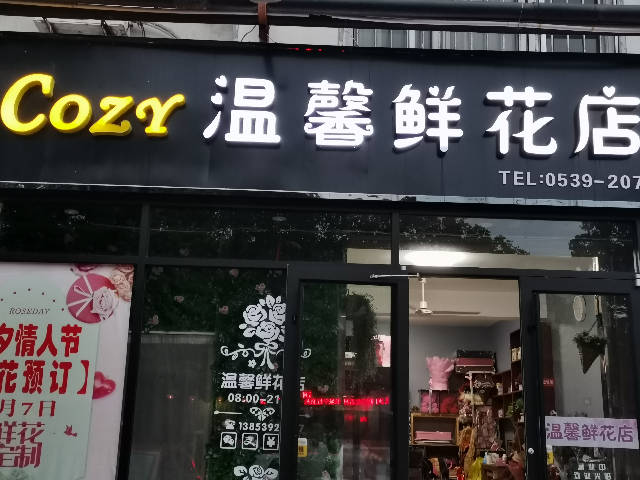 Cozy 温馨鲜花店
TEL:0539-207
ROSEDAY
夕情人节
花预订】
月7日
鲜花
定制
温馨鲜花店
08:00-21
1385392
温馨鲜花店